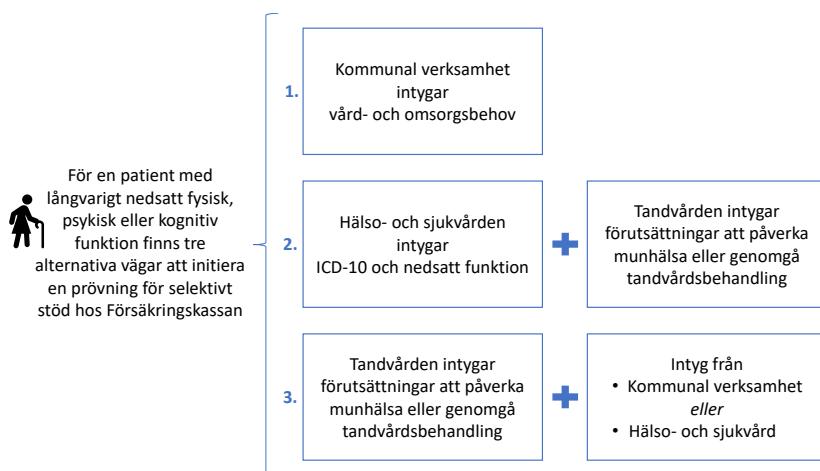 För en patient med
långvarigt nedsatt fysisk,
psykisk eller kognitiv
funktion finns tre
alternativa vägar att initiera
en prövning för selektivt
stöd hos Försäkringskassan
1.
Kommunal verksamhet
intygar
vård- och omsorgsbehov
2.
Hälso- och sjukvården
intygar
ICD-10 och nedsatt funktion
Tandvården intygar
förutsättningar att påverka
munhälsa eller genomgå
tandvårdsbehandling
3.
Tandvården intygar
förutsättningar att påverka
munhälsa eller genomgå
tandvårdsbehandling
Intyg från
• Kommunal verksamhet
eller
• Hälso- och sjukvård